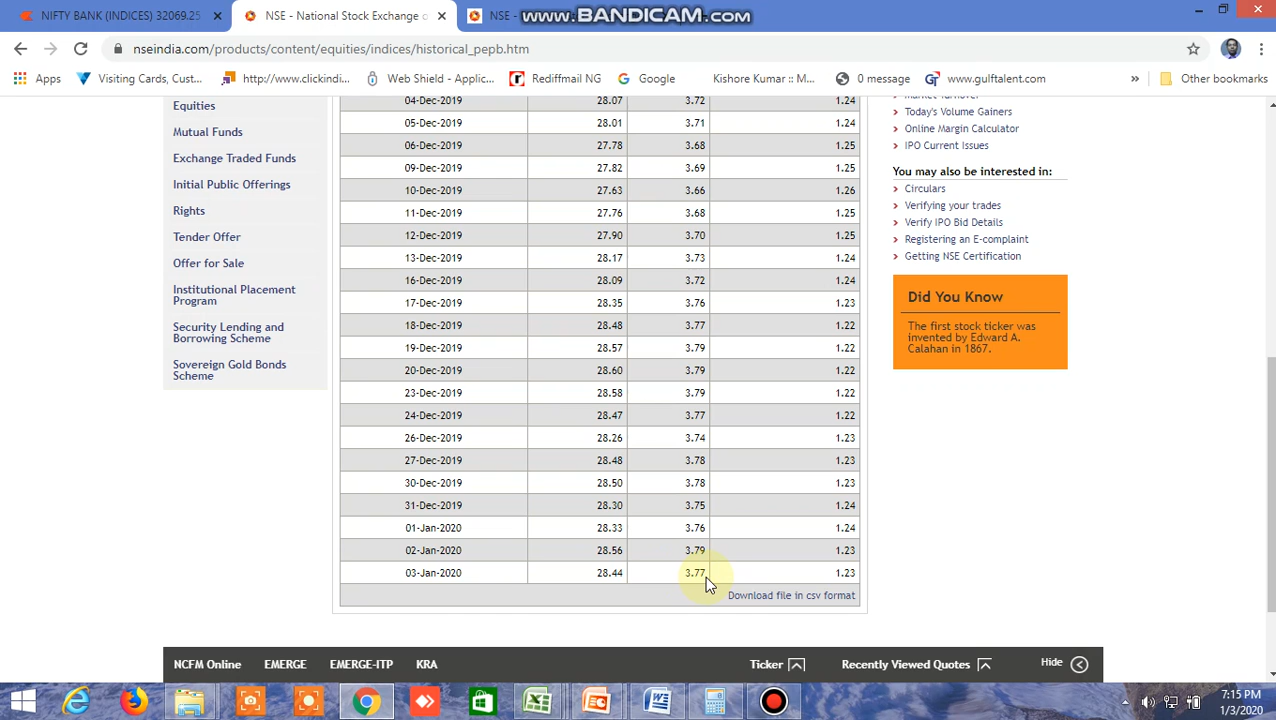 NIFTY BANK (INDICES) 32069.25
NSE - National Stock Exchange o
NSE -
www.BANDICAM.com
nseindia.com/products/content/equities/indices/historical_pepb.htm
Apps
Visiting Cards, Cust...
http://www.clickindi...
Web Shield - Applic...
Rediffmail NG
Google
Kishore Kumar :: M...
0 message
www.gulftalent.com
»
Other bookmarks
Equities
Mutual Funds
Exchange Traded Funds
Initial Public Offerings
Rights
Tender Offer
Offer for Sale
Institutional Placement
Program
Security Lending and
Borrowing Scheme
Sovereign Gold Bonds
Scheme
04-Dec-2019 28.07 3.72 1.24
05-Dec-2019 28.01 3.71 1.24
06-Dec-2019 27.78 3.68 1.25
09-Dec-2019 27.82 3.69 1.25
10-Dec-2019 27.63 3.66 1.26
11-Dec-2019 27.76 3.68 1.25
12-Dec-2019 27.90 3.70 1.25
13-Dec-2019 28.17 3.73 1.24
16-Dec-2019 28.09 3.72 1.24
17-Dec-2019 28.35 3.76 1.23
18-Dec-2019 28.48 3.77 1.22
19-Dec-2019 28.57 3.79 1.22
20-Dec-2019 28.60 3.79 1.22
23-Dec-2019 28.58 3.79 1.22
24-Dec-2019 28.47 3.77 1.22
26-Dec-2019 28.26 3.74 1.23
27-Dec-2019 28.48 3.78 1.23
30-Dec-2019 28.50 3.78 1.23
31-Dec-2019 28.30 3.75 1.24
01-Jan-2020 28.33 3.76 1.24
02-Jan-2020 28.56 3.79 1.23
03-Jan-2020 28.44 3.77 1.23
Download file in csv format
Market Turnover
Today's Volume Gainers
Online Margin Calculator
IPO Current Issues
You may also be interested in:
Circulars
Verifying your trades
Verify IPO Bid Details
Registering an E-complaint
Getting NSE Certification
Did You Know
The first stock ticker was
invented by Edward A.
Calahan in 1867.
NCFM Online EMERGE EMERGE-ITP KRA
Ticker
Recently Viewed Quotes
Hide
7:15 PM
1/3/2020